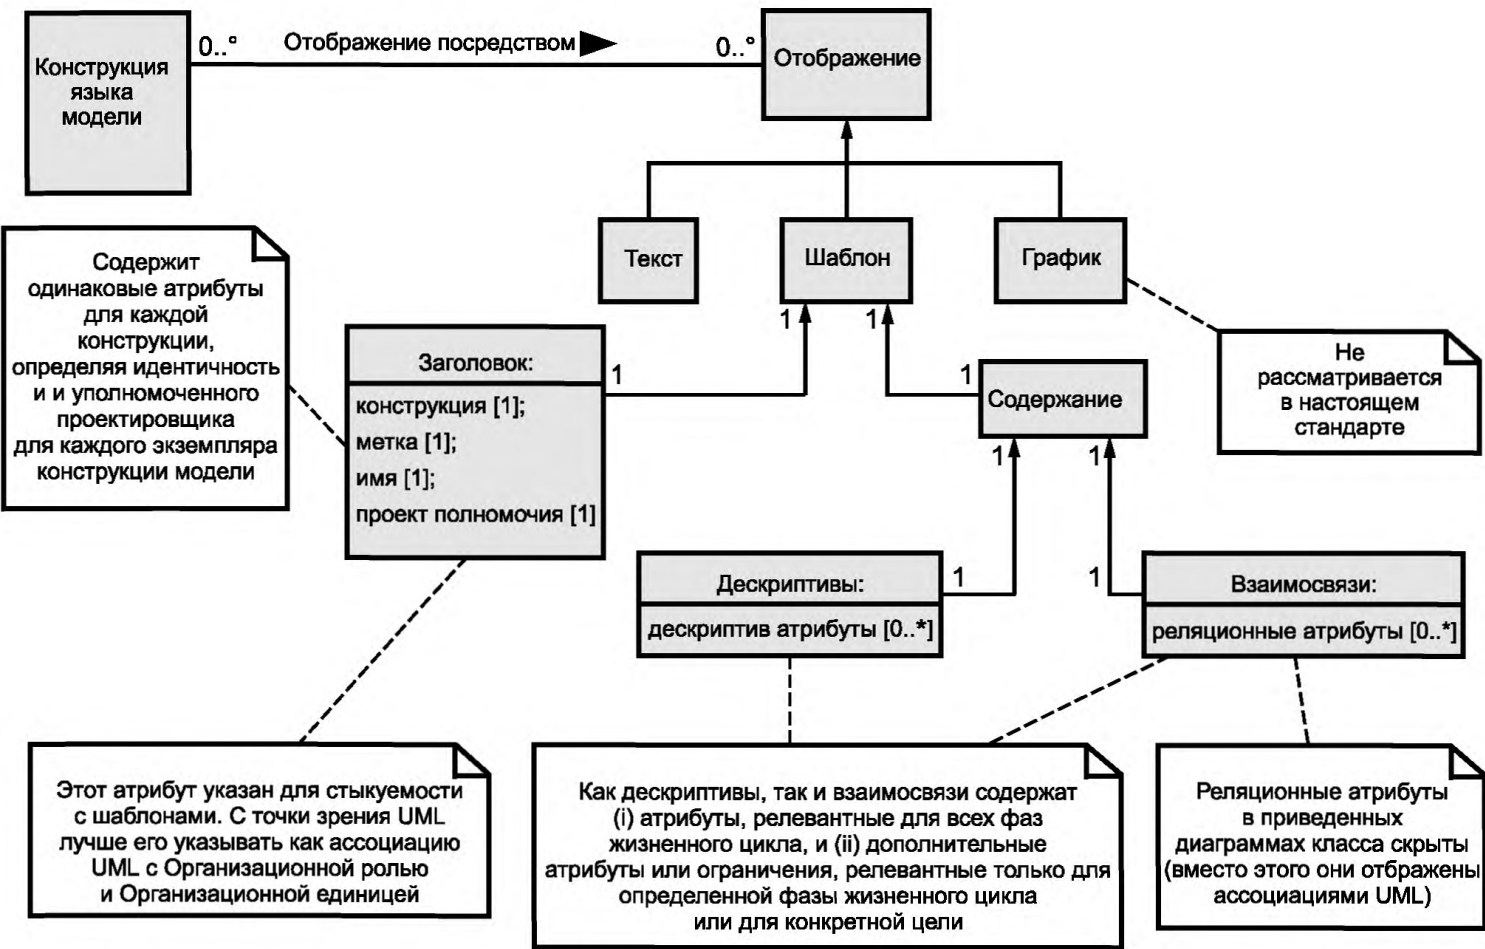 Конструкция
языка
модели
0..°
Отображение посредством
0..°
Отображение
Текст
Шаблон
График
Содержит
одинаковые атрибуты
для каждой
конструкции,
определяя идентичность
и и уполномоченного
проектировщика
для каждого экземпляра
конструкции модели
Заголовок:
конструкция [1];
метка [1];
имя [1];
проект полномочия [1]
1
1
1
1
Содержание
Не
рассматривается
в настоящем
стандарте
1
1
Дескриптивы:
дескриптив атрибуты [0..*]
1
1
Взаимосвязи:
реляционные атрибуты [0..*]
Этот атрибут указан для стыкуемости
с шаблонами. С точки зрения UML
лучше его указывать как ассоциацию
UML с Организационной ролью
и Организационной единицей
Как дескриптивы, так и взаимосвязи содержат
(i) атрибуты, релевантные для всех фаз
жизненного цикла, и (ii) дополнительные
атрибуты или ограничения, релевантные только для
определенной фазы жизненного цикла
или для конкретной цели
Реляционные атрибуты
в приведенных
диаграммах класса скрыты
(вместо этого они отбражены
ассоциациями UML)